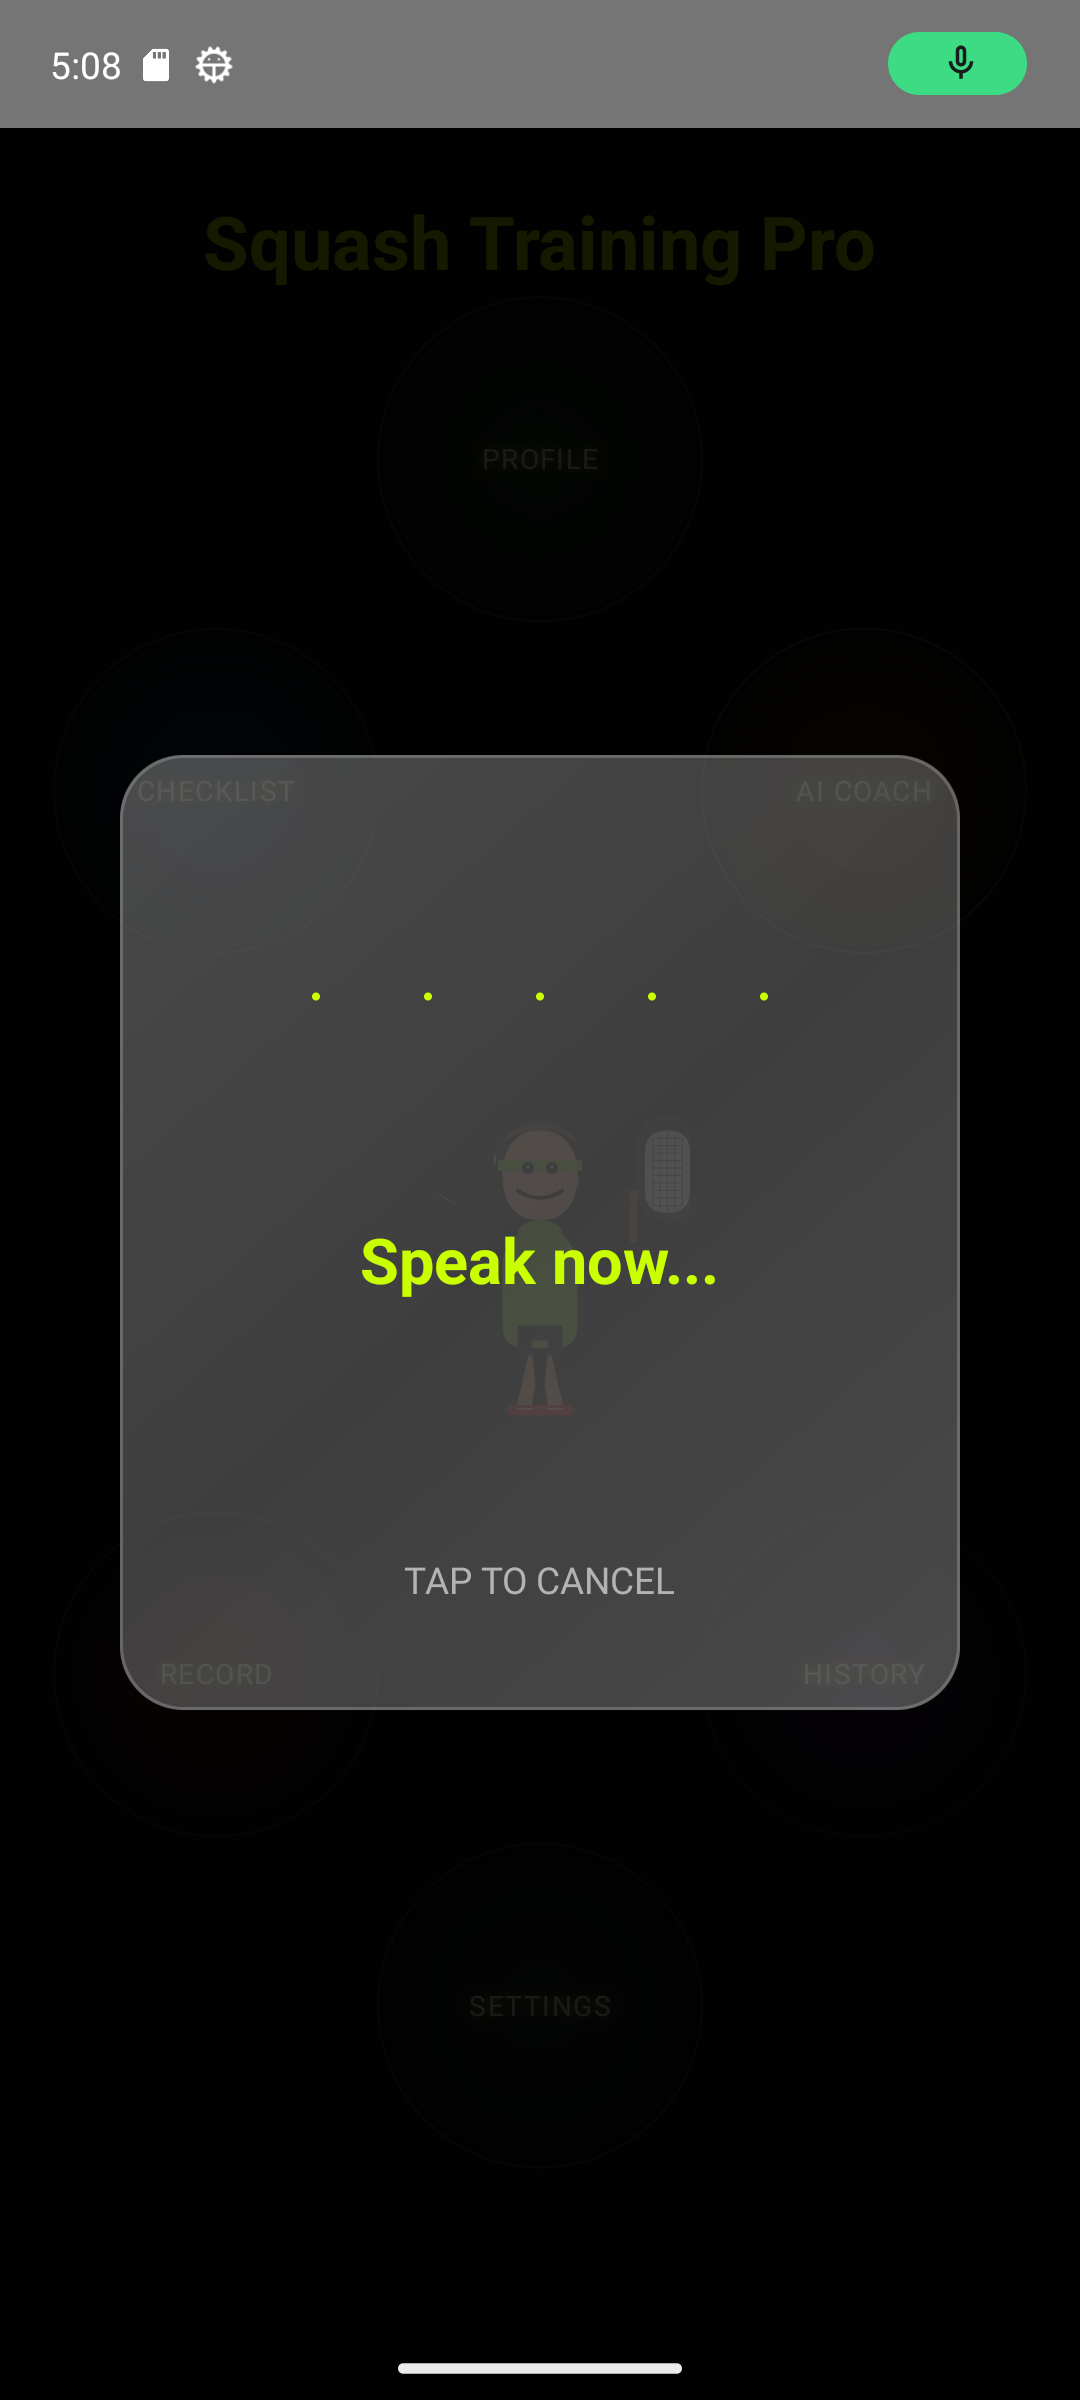 5:08
Squash Training Pro
PROFILE
CHECKLIST
AI COACH
Speak now...
TAP TO CANCEL
RECORD
HISTORY
SETTINGS